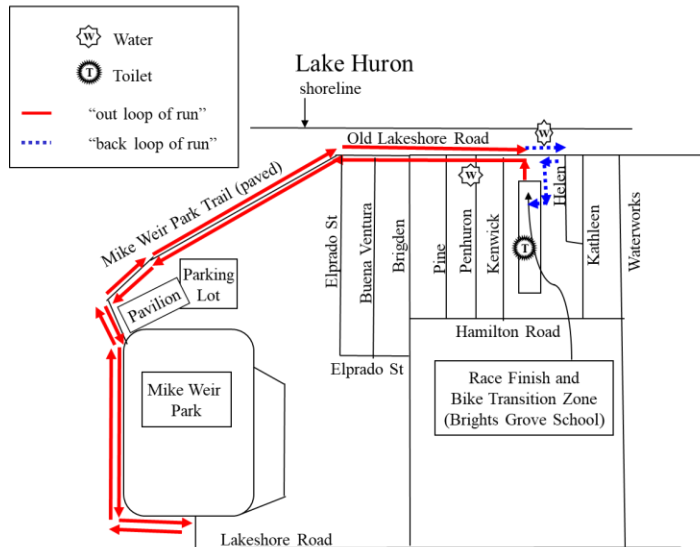 W
Water
T
Toilet
“out loop of run”
“back loop of run”
Lake Huron
shoreline
Old Lakeshore Road
W
W
Mike Weir Park Trail (paved)
Elprado St
Buena Ventura
Brigden
Pine
Penhuron
Kenwick
Helen
Kathleen
Waterworks
T
Parking
Lot
Pavilion
Hamilton Road
Elprado St
Mike Weir
Park
Race Finish and
Bike Transition Zone
(Brights Grove School)
Lakeshore Road